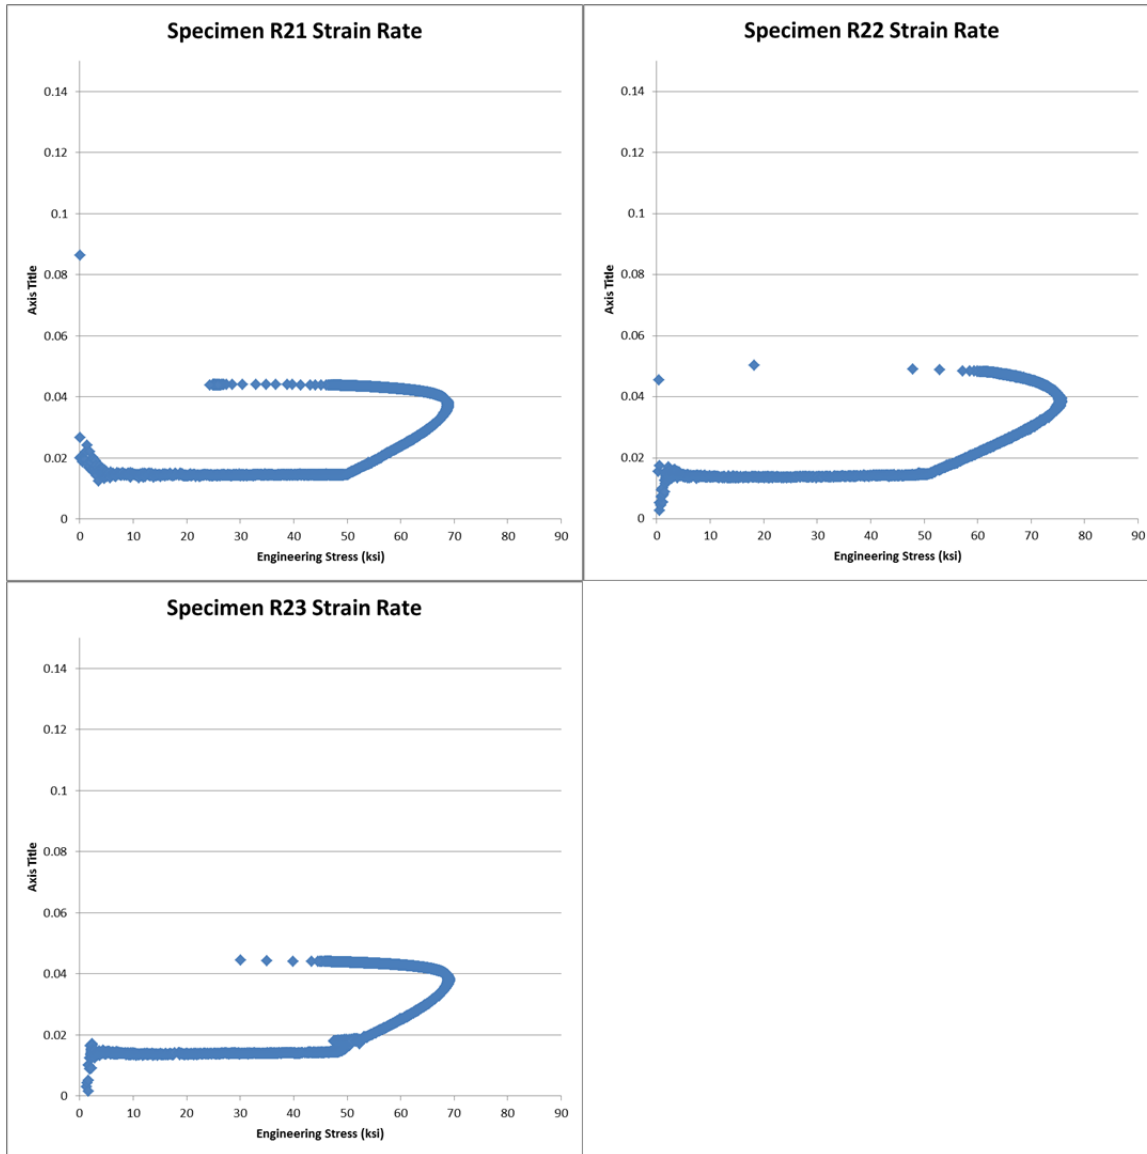 Specimen R21 Strain Rate
0.14
0.12
0.1
0.08
0.06
0.04
0.02
0
Axis Title
0 10 20 30 40 50 60 70 80 90
Engineering Stress (ksi)
Specimen R22 Strain Rate
0.14
0.12
0.1
0.08
0.06
0.04
0.02
0
Axis Title
0 10 20 30 40 50 60 70 80 90
Engineering Stress (ksi)
Specimen R23 Strain Rate
0.14
0.12
0.1
0.08
0.06
0.04
0.02
0
Axis Title
0 10 20 30 40 50 60 70 80 90
Engineering Stress (ksi)